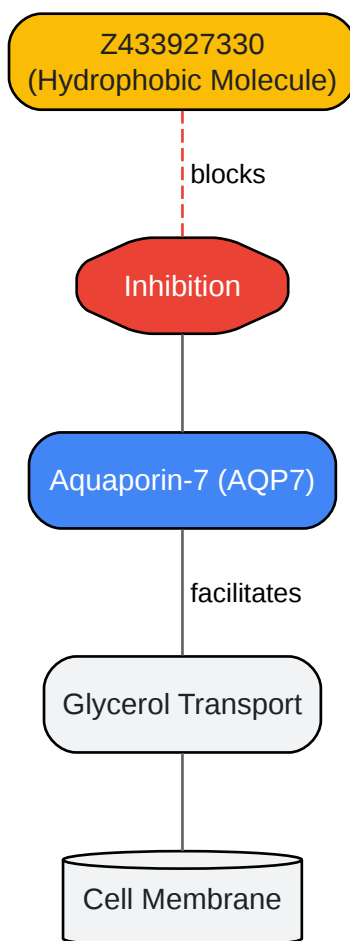 Z433927330
(Hydrophobic Molecule)
blocks
Inhibition
Aquaporin-7 (AQP7)
facilitates
Glycerol Transport
Cell Membrane